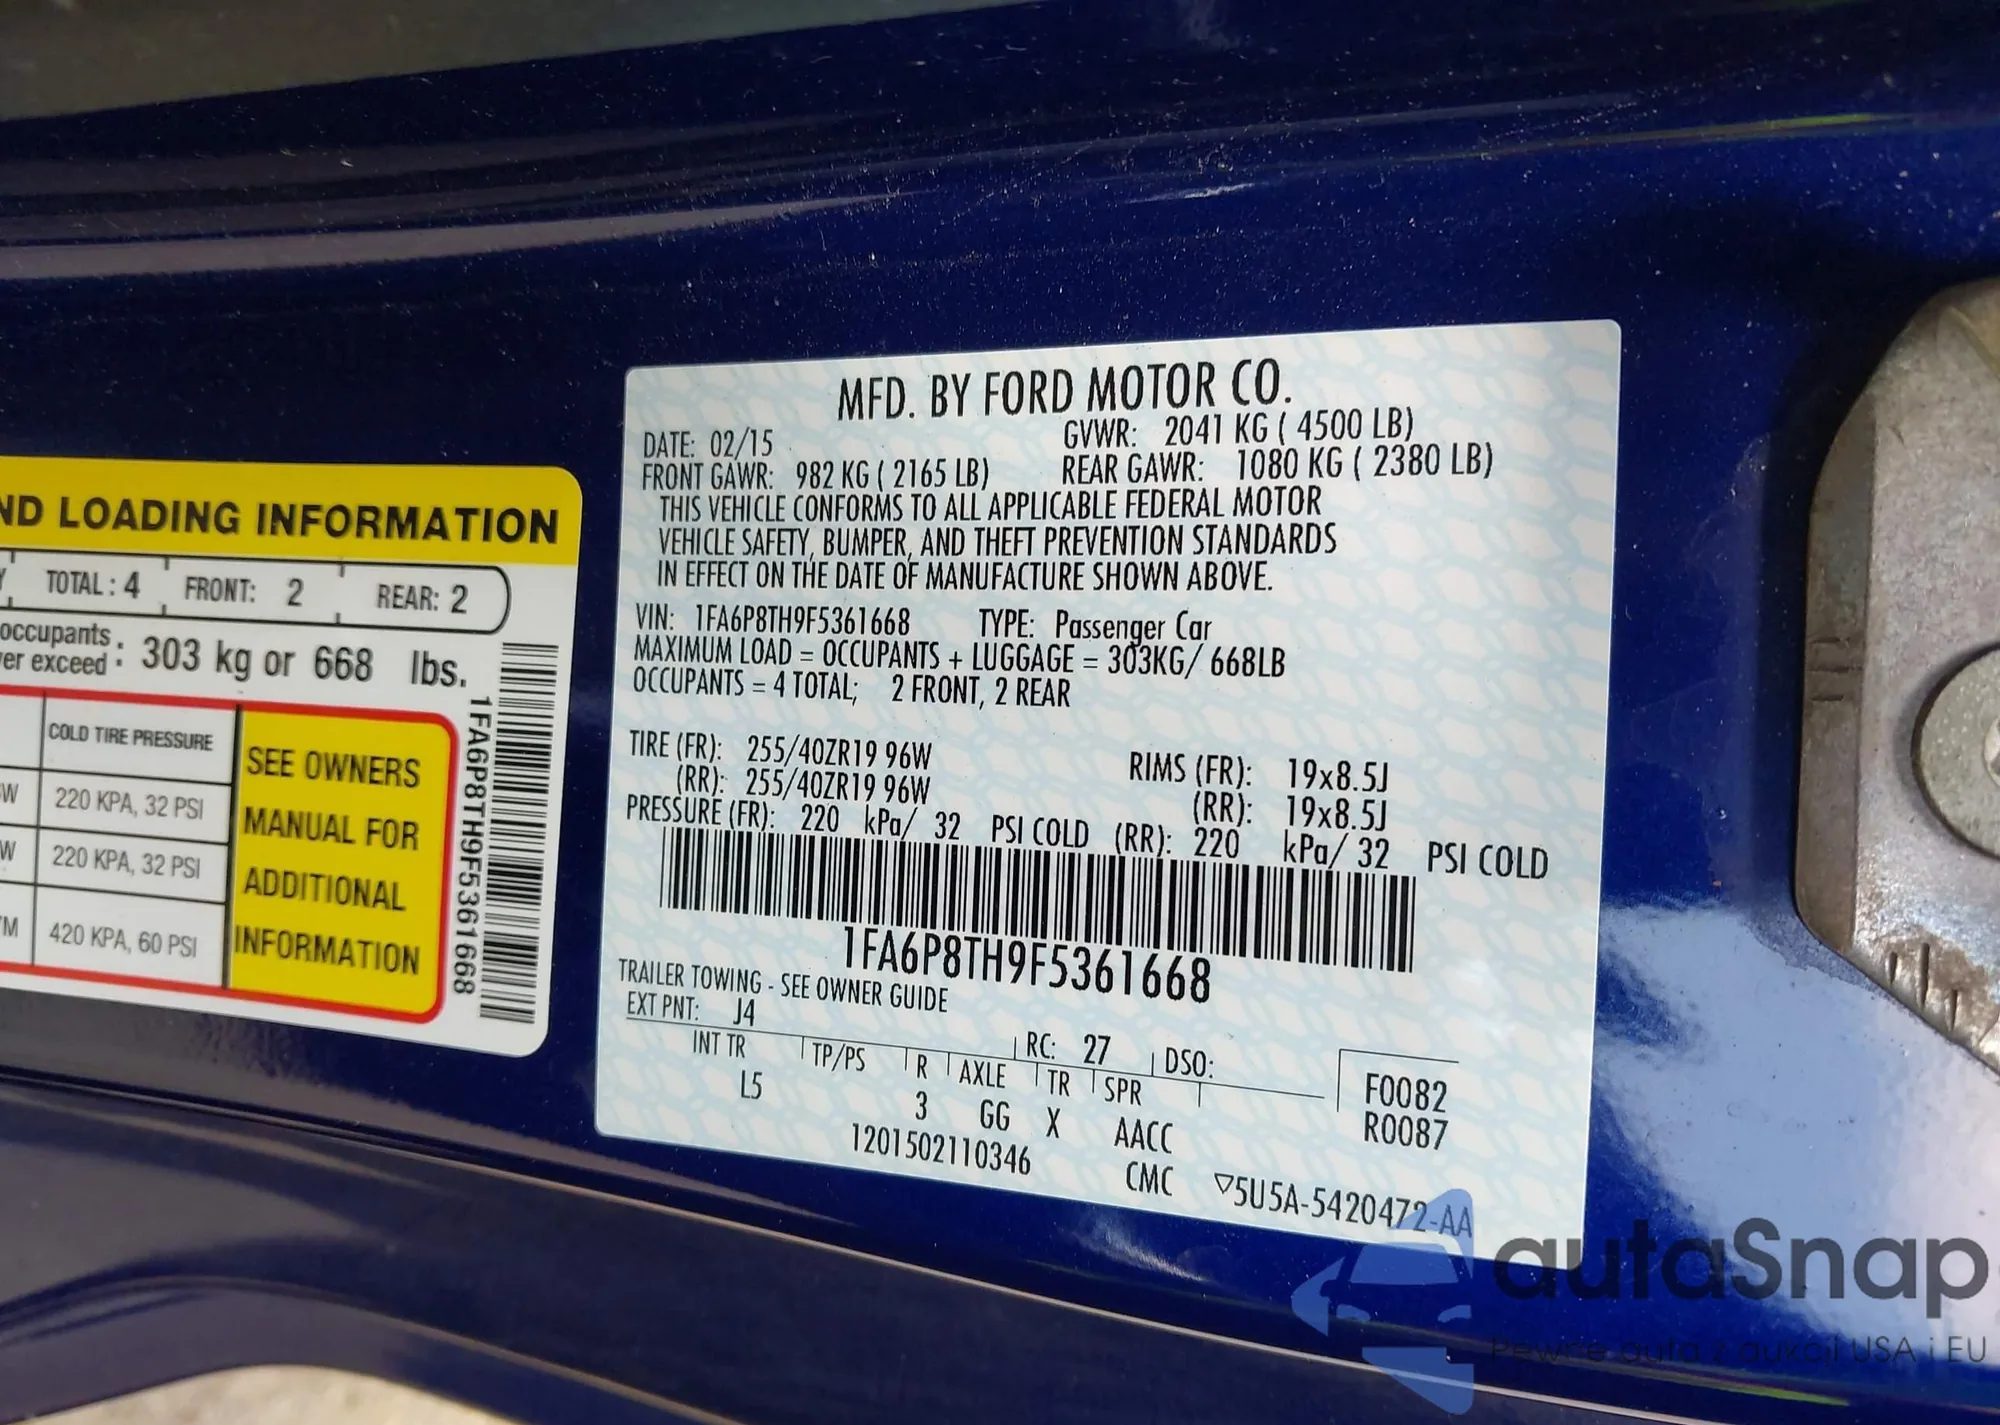 ND LOADING INFORMATION
TOTAL : 4 FRONT: 2 REAR: 2
occupants
er exceed : 303 kg or 668 lbs.
COLD TIRE PRESSURE
W 220 KPA, 32 PSI
W 220 KPA, 32 PSI
M 420 KPA, 60 PSI
SEE OWNERS
MANUAL FOR
ADDITIONAL
INFORMATION
1FA6P8TH9F5361668
MFD. BY FORD MOTOR CO.
DATE: 02/15 GVWR: 2041 KG ( 4500 LB)
FRONT GAWR: 982 KG ( 2165 LB) REAR GAWR: 1080 KG ( 2380 LB)
THIS VEHICLE CONFORMS TO ALL APPLICABLE FEDERAL MOTOR
VEHICLE SAFETY, BUMPER, AND THEFT PREVENTION STANDARDS
IN EFFECT ON THE DATE OF MANUFACTURE SHOWN ABOVE.
VIN: 1FA6P8TH9F5361668 TYPE: Passenger Car
MAXIMUM LOAD = OCCUPANTS + LUGGAGE = 303KG/ 668LB
OCCUPANTS = 4 TOTAL; 2 FRONT, 2 REAR
TIRE (FR): 255/40ZR19 96W RIMS (FR): 19x8.5J
(RR): 255/40ZR19 96W (RR): 19x8.5J
PRESSURE (FR): 220 kPa/ 32 PSI COLD (RR): 220 kPa/ 32 PSI COLD
1FA6P8TH9F5361668
TRAILER TOWING - SEE OWNER GUIDE
EXT PNT: J4 RC: 27 DSO:
INT TR TP/PS R AXLE TR SPR F0082
L5 3 GG X AACC R0087
1201502110346 CMC ▽5U5A-5420472-AA
autaSnap
Pewne auta z aukcji USA i EU